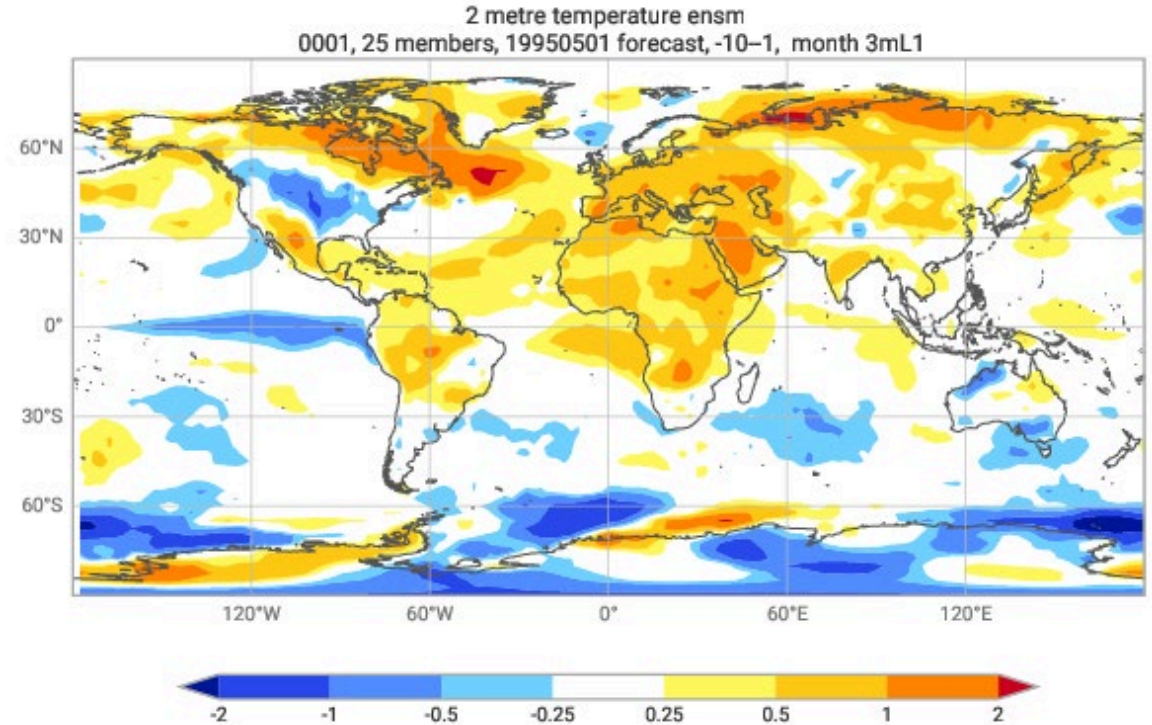 2 metre temperature ensm
0001, 25 members, 19950501 forecast, -10–1, month 3mL1
60°N
30°N
0°
30°S
60°S
120°W 60°W 0° 60°E 120°E
-2 -1 -0.5 -0.25 0.25 0.5 1 2